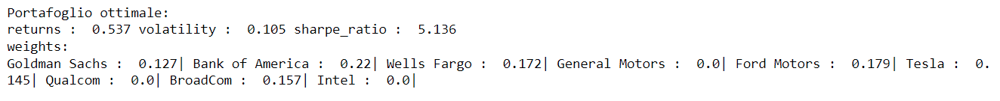 Portafoglio ottimale:
returns :  0.537 volatility :  0.105 sharpe_ratio :  5.136
weights:
Goldman Sachs :  0.127| Bank of America :  0.22| Wells Fargo :  0.172| General Motors :  0.0| Ford Motors :  0.179| Tesla :  0.
145| Qualcom :  0.0| BroadCom :  0.157| Intel :  0.0|